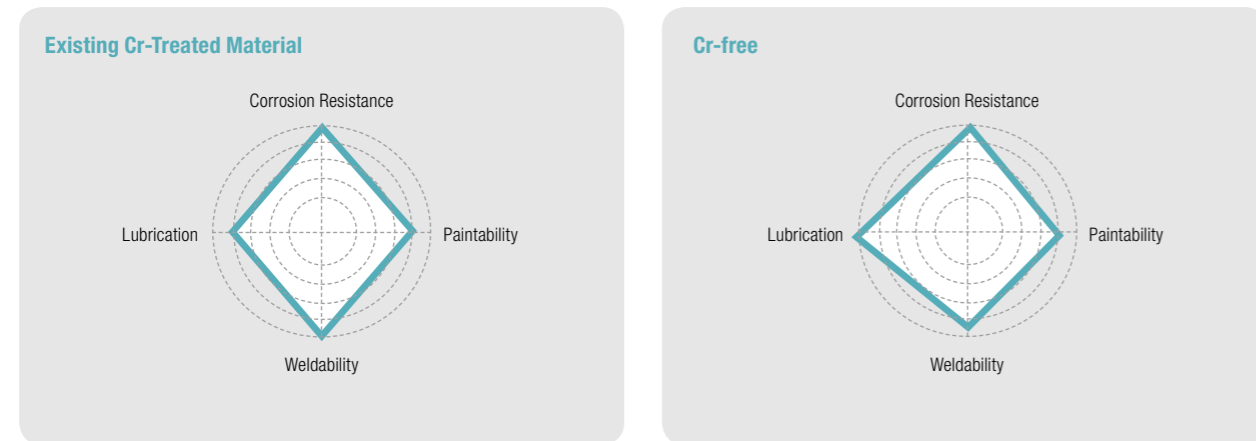 Existing Cr-Treated Material
Corrosion Resistance
Lubrication
Paintability
Weldability
Cr-free
Corrosion Resistance
Lubrication
Paintability
Weldability